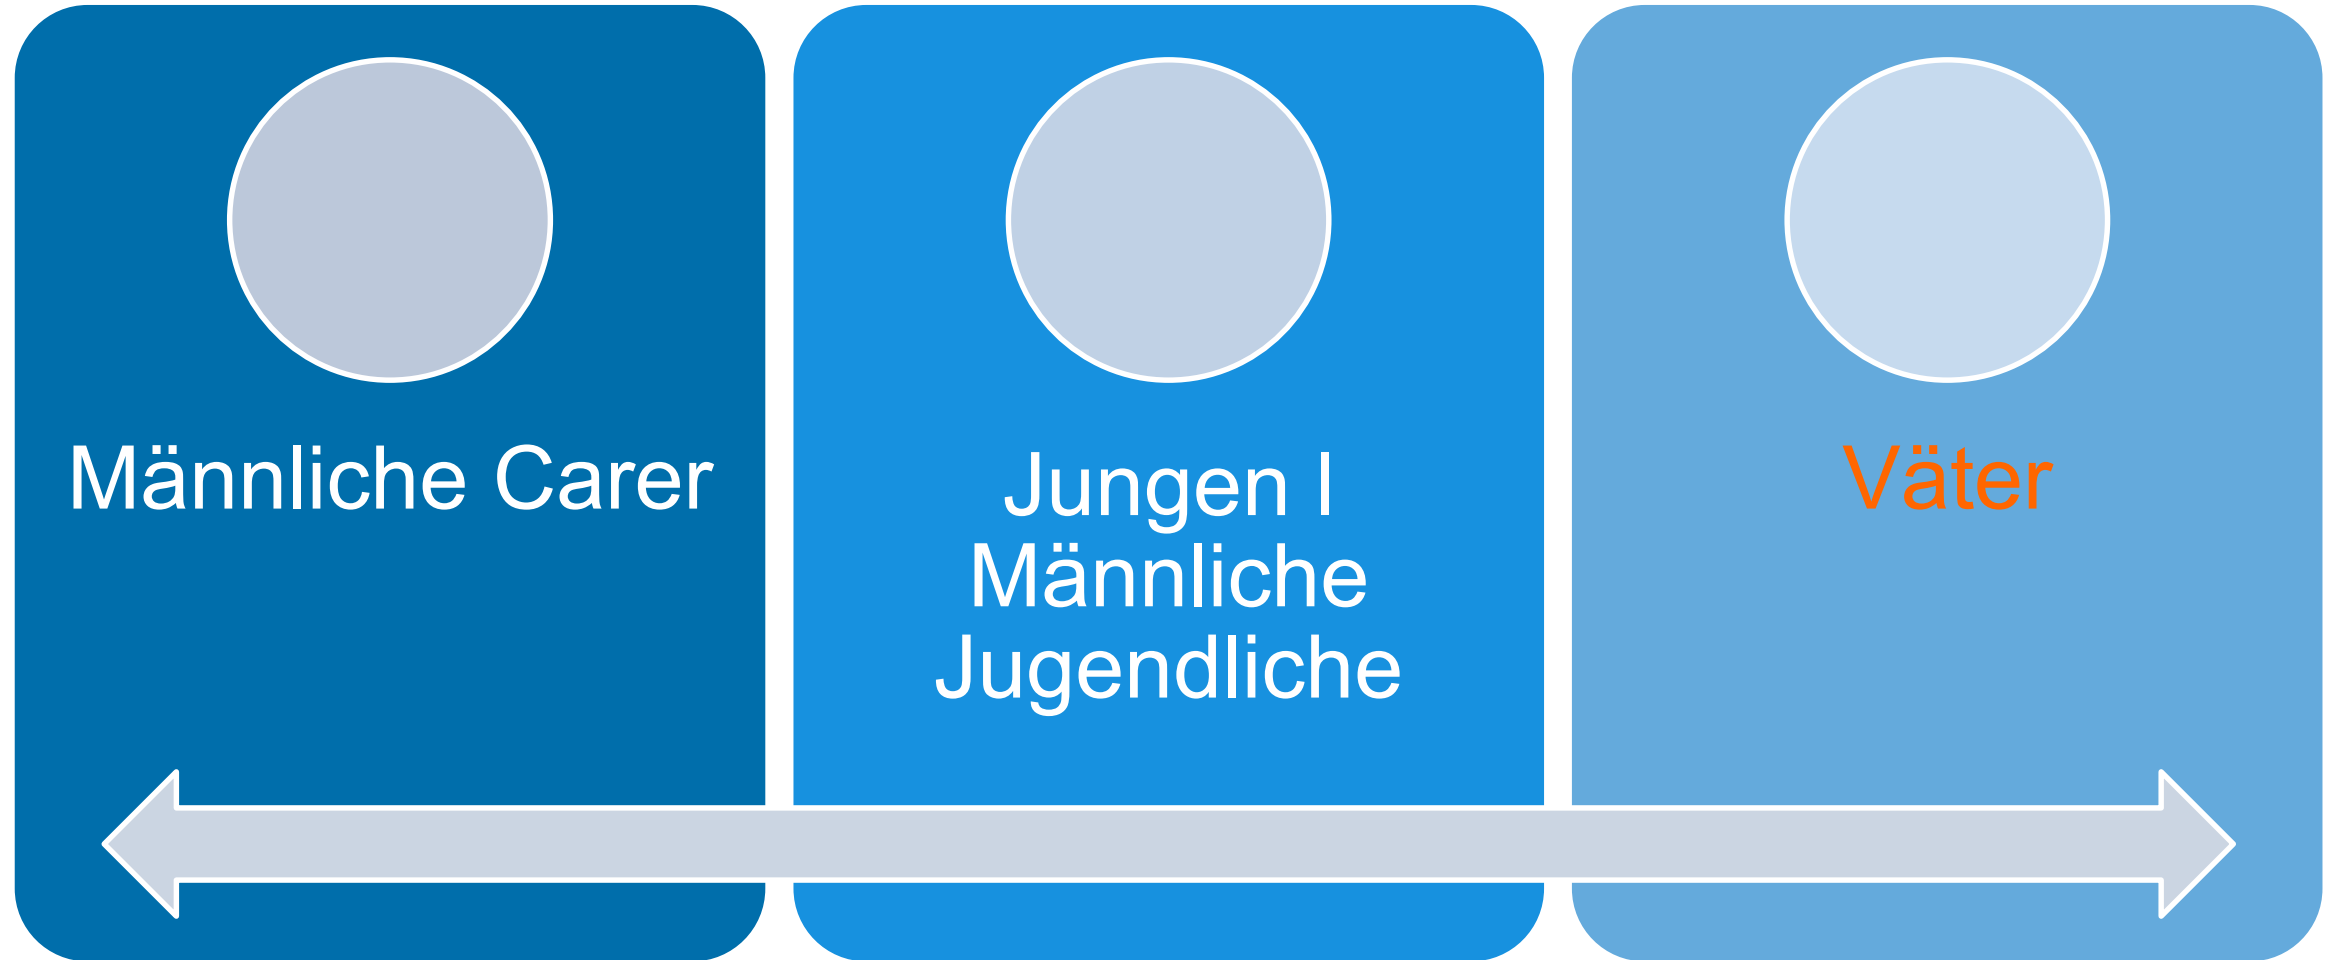 Männliche Carer
Jungen I
Männliche
Jugendliche
Väter